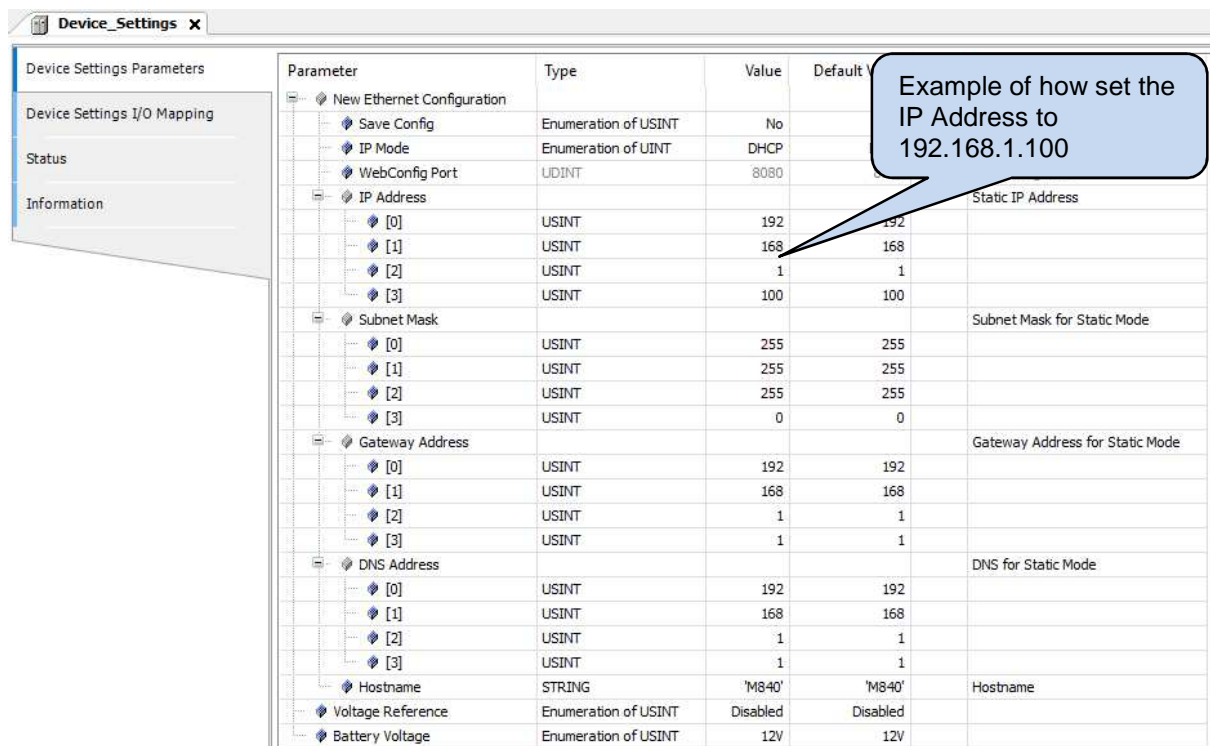 Device_Settings X
Device Settings Parameters
Device Settings I/O Mapping
Status
Information
Parameter Type Value Default V
New Ethernet Configuration
Save Config Enumeration of USINT No
IP Mode Enumeration of UINT DHCP
WebConfig Port UDINT 8080
IP Address Static IP Address
[0] USINT 192 192
[1] USINT 168 168
[2] USINT 1 1
[3] USINT 100 100
Subnet Mask Subnet Mask for Static Mode
[0] USINT 255 255
[1] USINT 255 255
[2] USINT 255 255
[3] USINT 0 0
Gateway Address Gateway Address for Static Mode
[0] USINT 192 192
[1] USINT 168 168
[2] USINT 1 1
[3] USINT 1 1
DNS Address DNS for Static Mode
[0] USINT 192 192
[1] USINT 168 168
[2] USINT 1 1
[3] USINT 1 1
Hostname STRING 'M840' 'M840' Hostname
Voltage Reference Enumeration of USINT Disabled Disabled
Battery Voltage Enumeration of USINT 12V 12V
Example of how set the
IP Address to
192.168.1.100